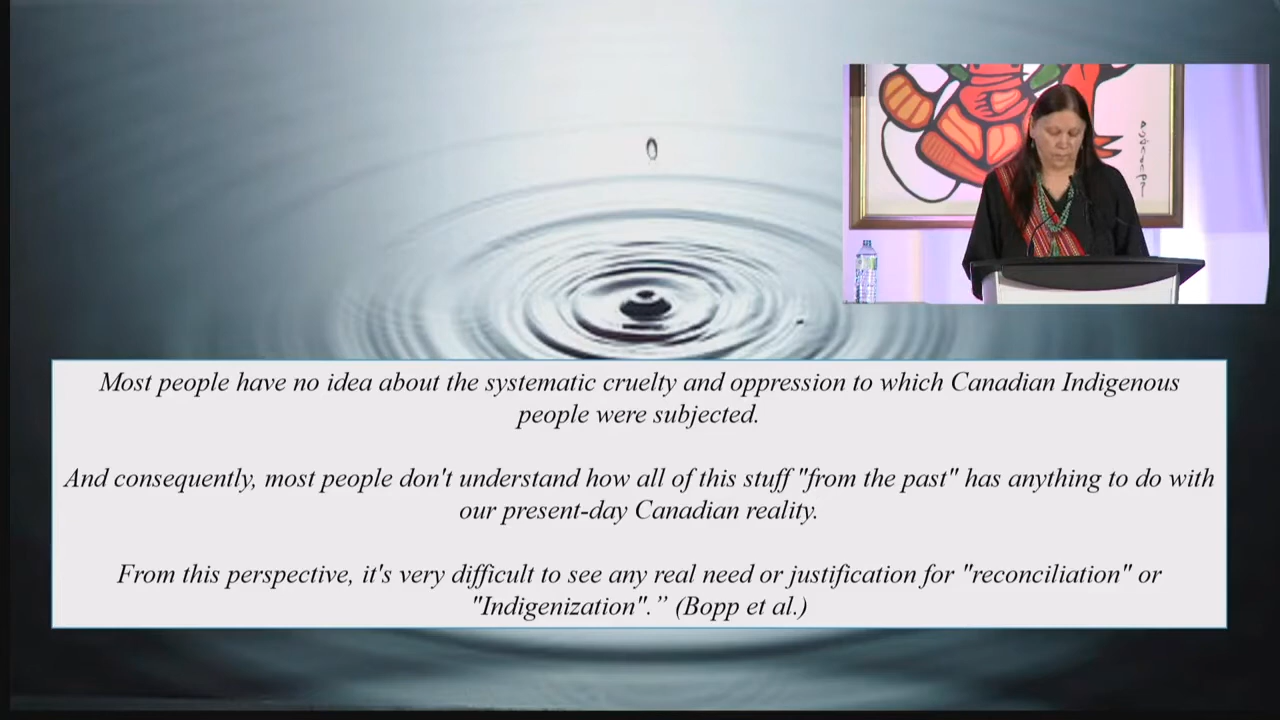 Most people have no idea about the systematic cruelty and oppression to which Canadian Indigenous
people were subjected.
And consequently, most people don't understand how all of this stuff "from the past" has anything to do with
our present-day Canadian reality.
From this perspective, it's very difficult to see any real need or justification for "reconciliation" or
"Indigenization".” (Bopp et al.)